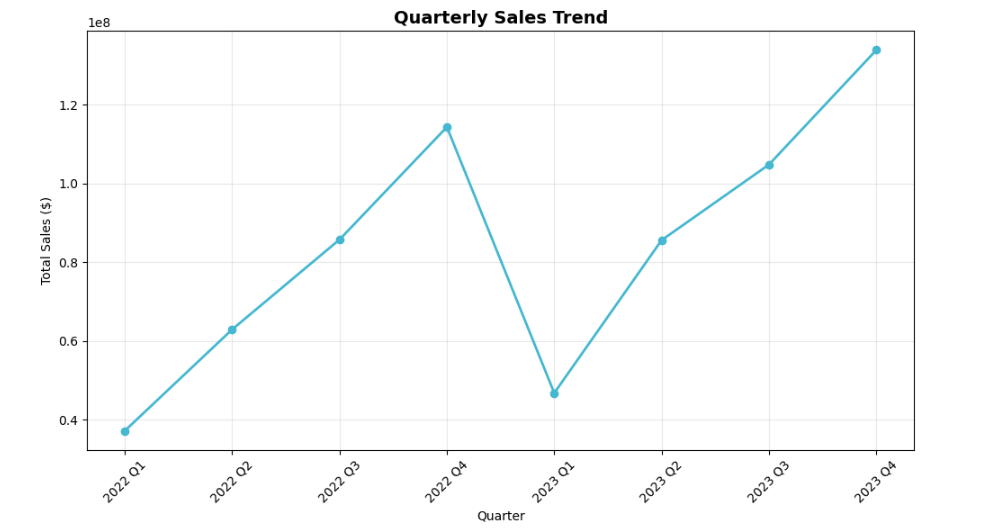 Quarterly Sales Trend
1e8
1.2
1.0
0.8
0.6
0.4
Total Sales ($)
2022 Q1
2022 Q2
2022 Q3
2022 Q4
2023 Q1
2023 Q2
2023 Q3
2023 Q4
Quarter